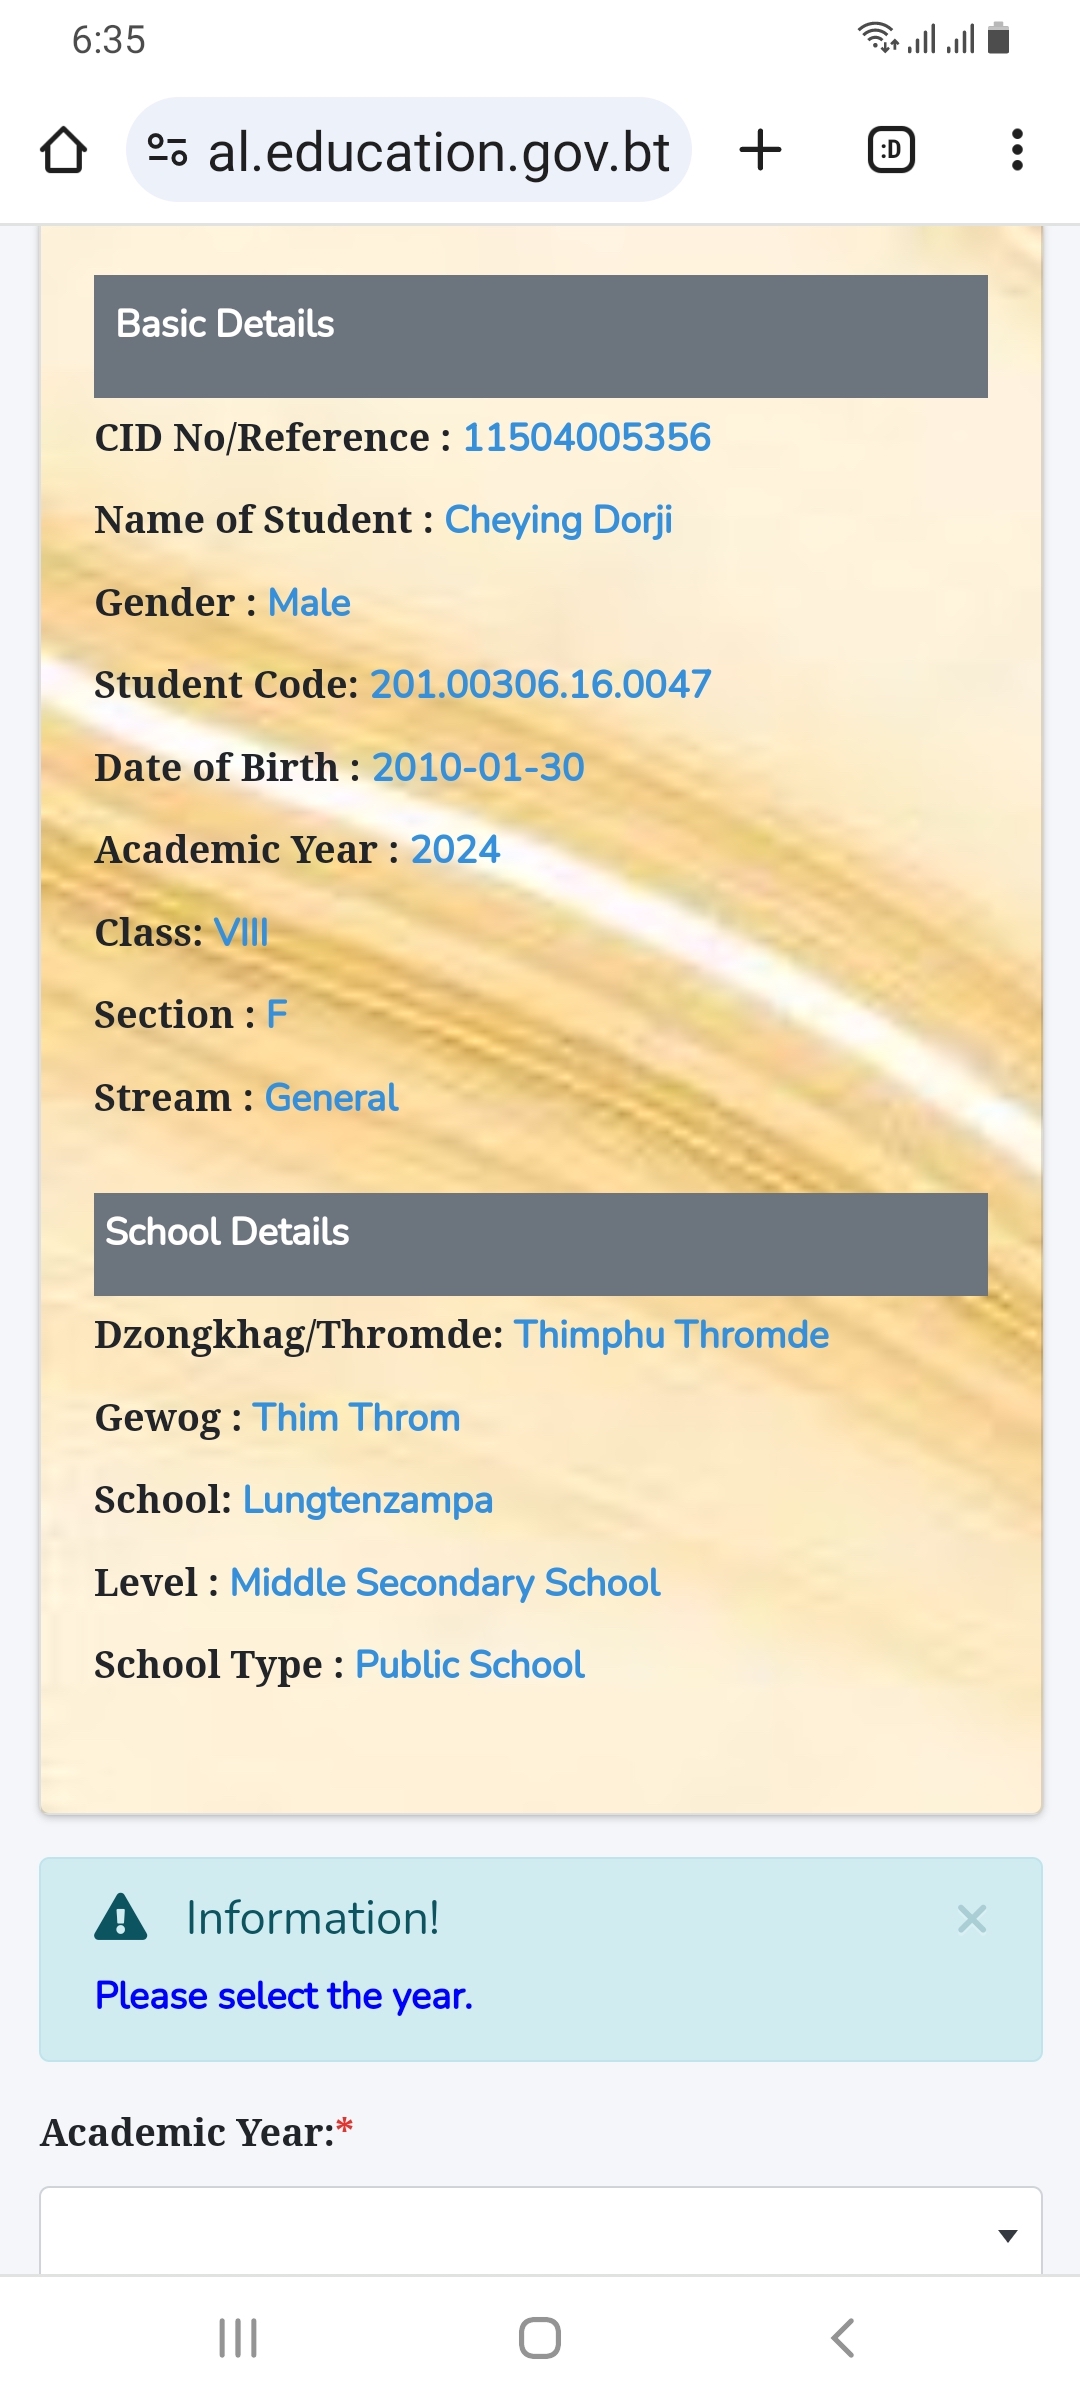 6:35
al.education.gov.bt
:D
Basic Details
CID No/Reference : 11504005356
Name of Student : Cheying Dorji
Gender : Male
Student Code: 201.00306.16.0047
Date of Birth : 2010-01-30
Academic Year : 2024
Class: VIII
Section : F
Stream : General
School Details
Dzongkhag/Thromde: Thimphu Thromde
Gewog : Thim Throm
School: Lungtenzampa
Level : Middle Secondary School
School Type : Public School
Information!
Please select the year.
Academic Year:*